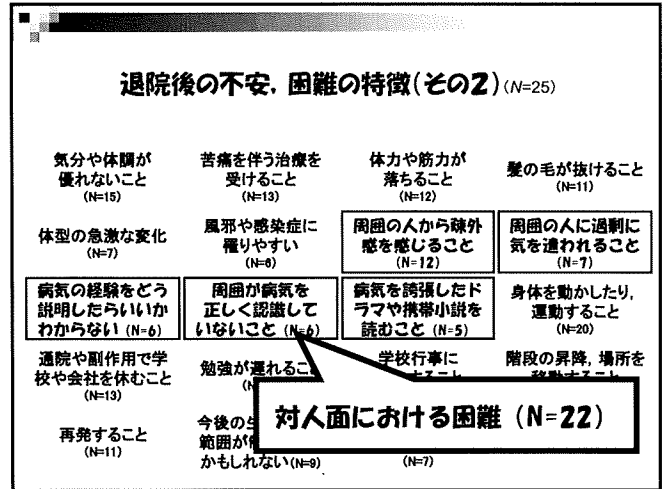 退院後の不安，困難の特徴(その2)(N=25)
気分や体調が
優れないこと
(N=15)
苦痛を伴う治療を
受けること
(N=13)
体力や筋力が
落ちること
(N=12)
髪の毛が抜けること
(N=11)
体型の急激な変化
(N=7)
風邪や感染症に
罹りやすい
(N=6)
周囲の人から疎外
感を感じること
(N=12)
周囲の人に過剰に
気を遣われること
(N=7)
病気の経験をどう
説明したらいいか
わからない (N=6)
周囲が病気を
正しく認識して
いないこと (N=6)
病気を誇張したド
ラマや携帯小説を
読むこと (N=5)
身体を動かしたり，
運動すること
(N=20)
通院や副作用で学
校や会社を休むこと
(N=13)
勉強が遅れるこ
学校行事に
階段の昇降，場所を
再発すること
(N=11)
今後の
範囲が
かもしれない(N=9)
(N=7)
対人面における困難 (N=22)